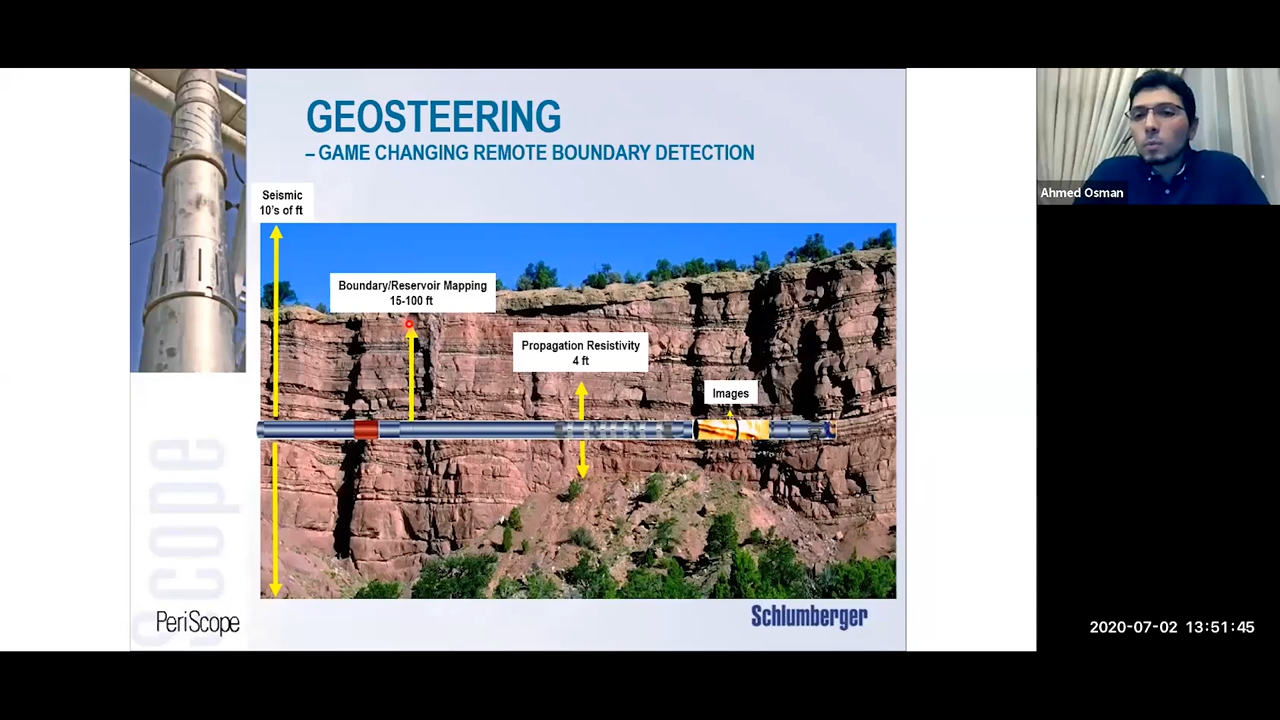 GEOSTEERING
– GAME CHANGING REMOTE BOUNDARY DETECTION
Seismic
10's of ft
Boundary/Reservoir Mapping
15-100 ft
Propagation Resistivity
4 ft
Images
Scope
PeriScope
Schlumberger
Ahmed Osman
2020-07-02 13:51:45